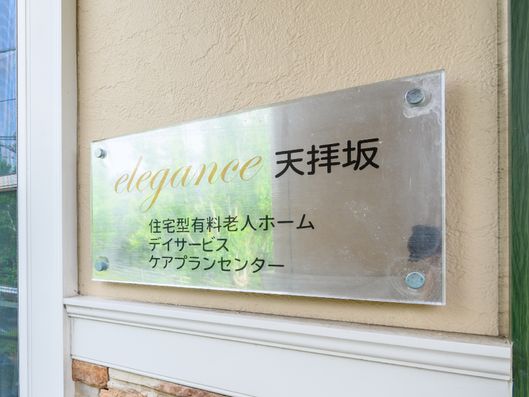 elegance 天拝坂
住宅型有料老人ホーム
デイサービス
ケアプランセンター